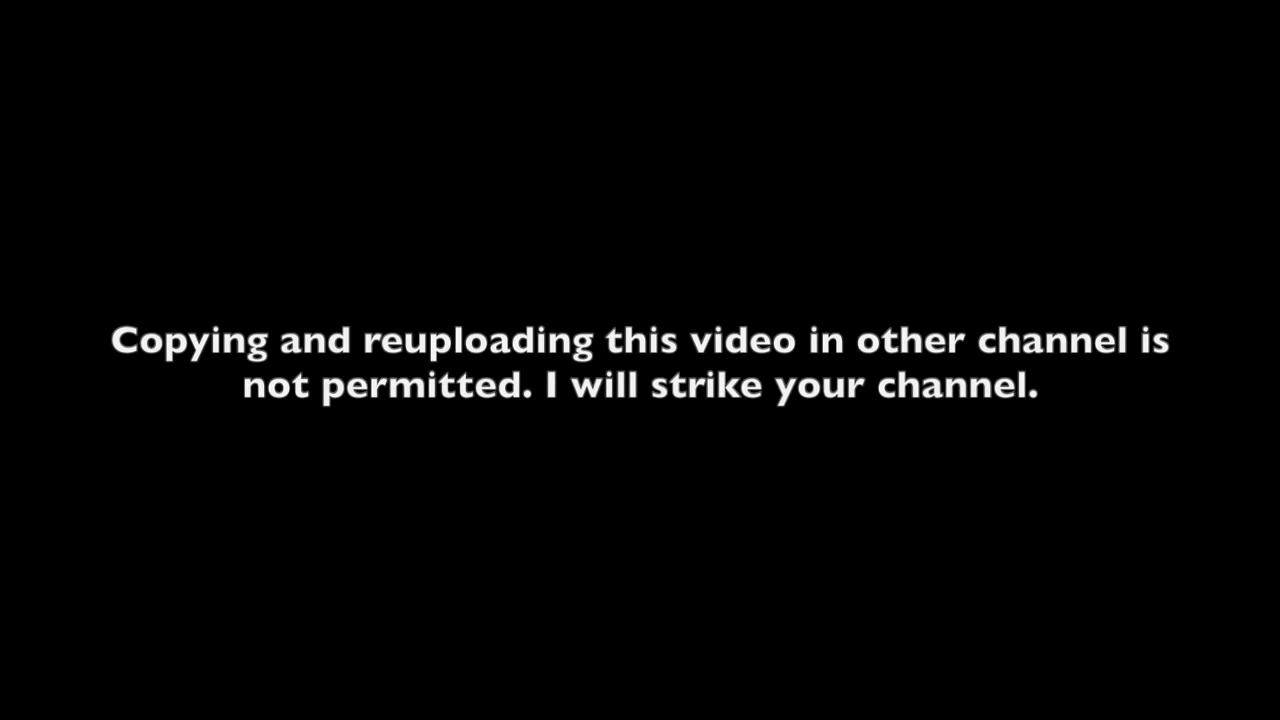 Copying and reuploading this video in other channel is
not permitted. I will strike your channel.